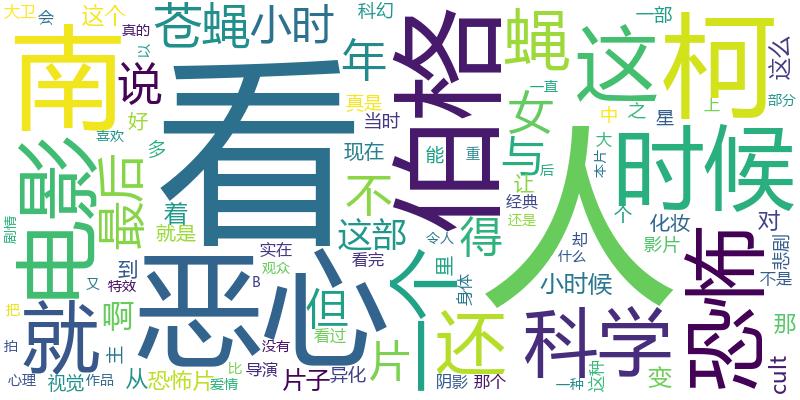 大卫
会
这个
苍蝇
小时
科幻
一部
真的
以
年
伯格
蝇
这
柯
这么
南
说
看
好
喜欢
多
真是
当时
女
一直
部分
中
之
星
上
电影
最后
现在
不
能
重
与
后
让
人
时候
大
本片
着
就是
这部
得
经典
还是
个
化妆
对
剧情
到
实在
观众
看完
令人
里
却
什么
影片
悲剧
不是
恶心
一个
身体
小时候
恐怖
又
特效
把
啊
但
B
看过
还
科学
那
拍
就
主
没有
片
变
cult
心理
视觉
作品
从
恐怖片
爱情
比
导演
片子
异化
阴影
那个
一种
这种